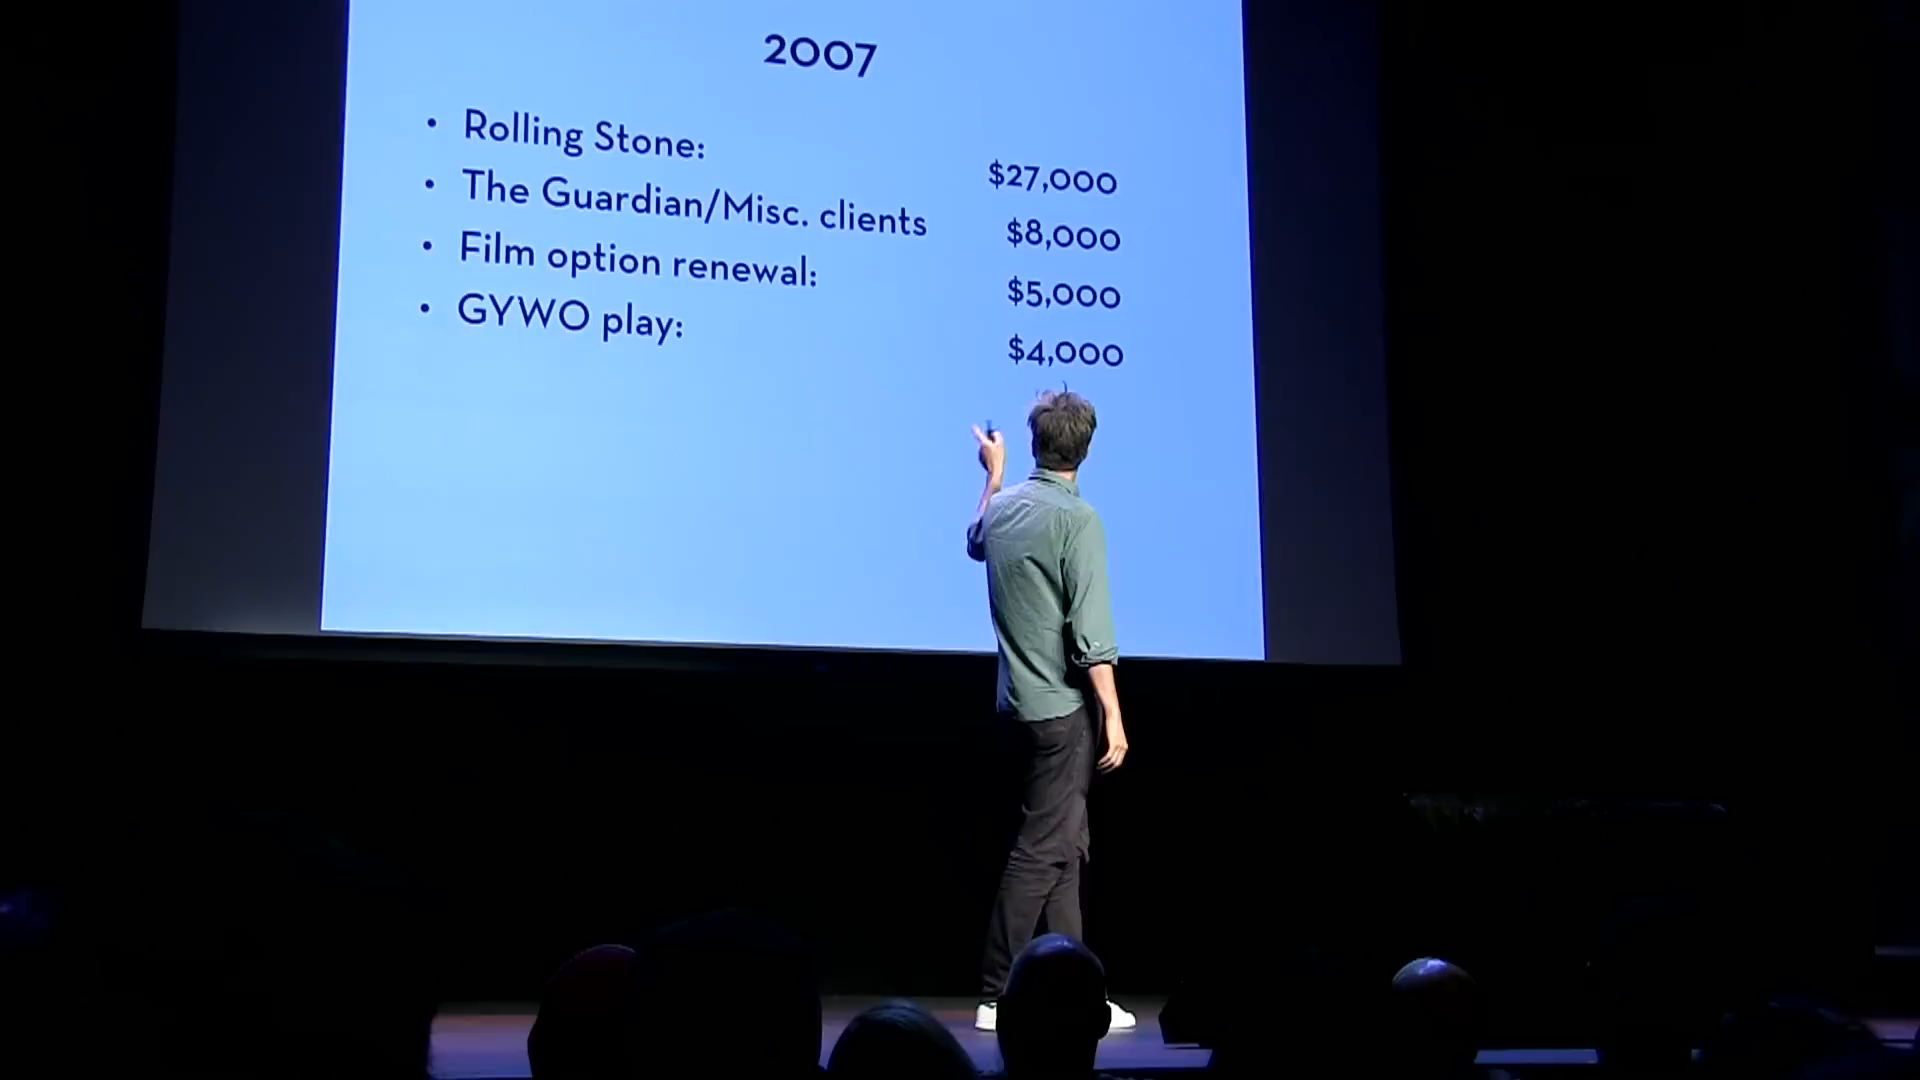 2007
• Rolling Stone: $27,000
• The Guardian/Misc. clients $8,000
• Film option renewal: $5,000
• GYWO play: $4,000